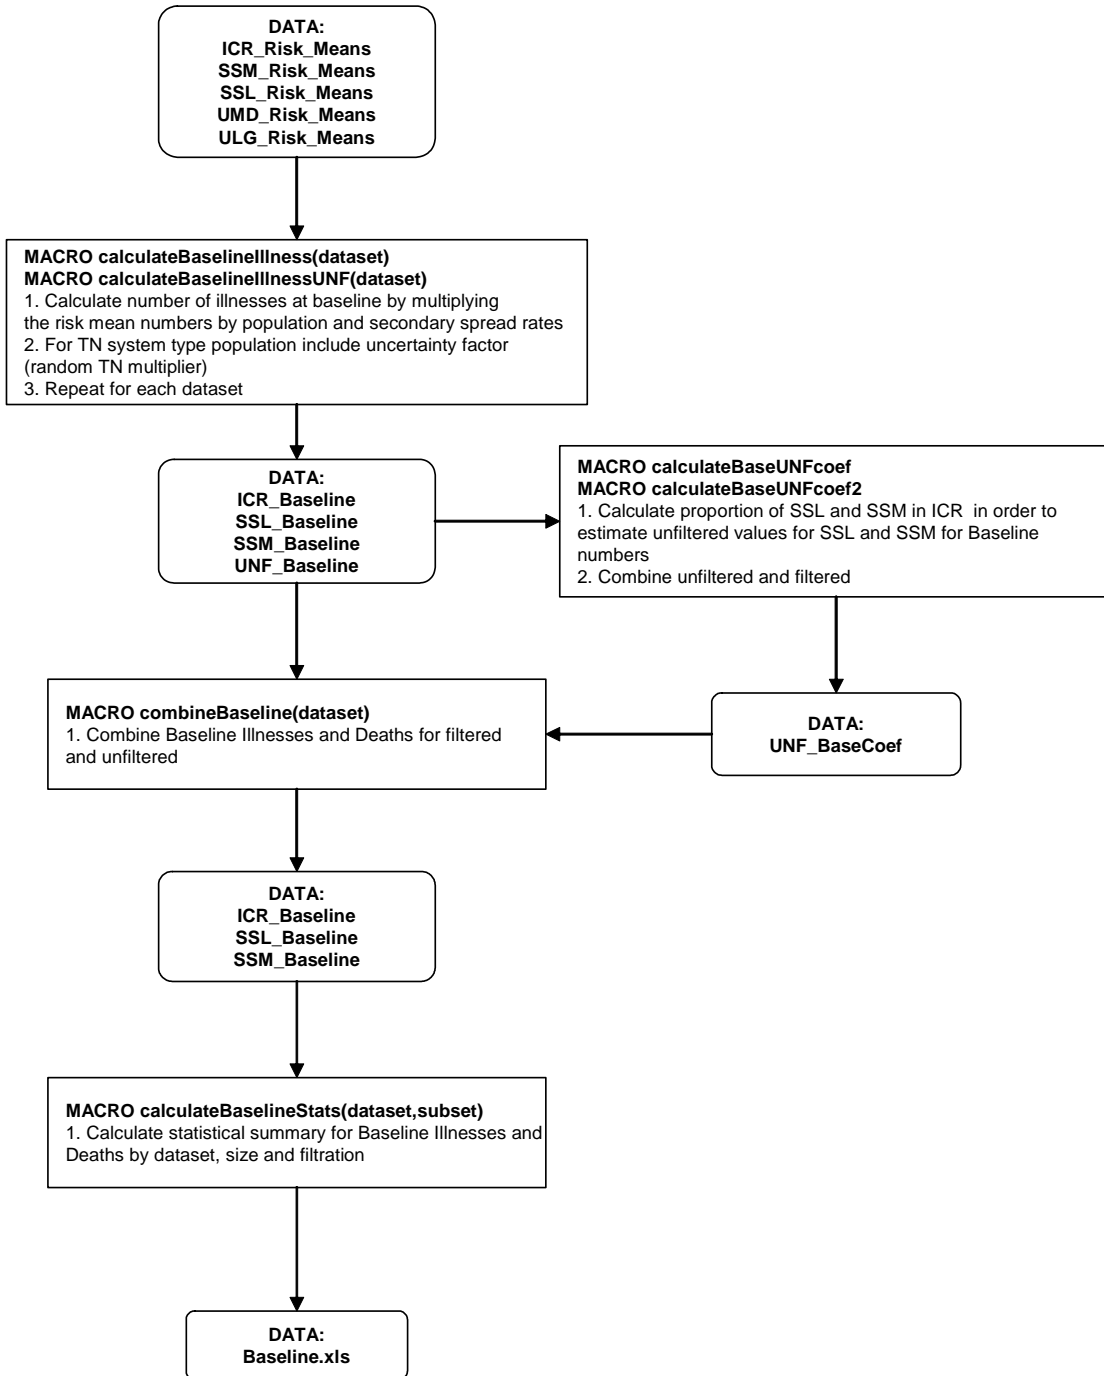 DATA:
ICR_Risk_Means
SSM_Risk_Means
SSL_Risk_Means
UMD_Risk_Means
ULG_Risk_Means
MACRO calculateBaselineIllness(dataset)
MACRO calculateBaselineIllnessUNF(dataset)
1. Calculate number of illnesses at baseline by multiplying
the risk mean numbers by population and secondary spread rates
2. For TN system type population include uncertainty factor
(random TN multiplier)
3. Repeat for each dataset
DATA:
ICR_Baseline
SSL_Baseline
SSM_Baseline
UNF_Baseline
MACRO calculateBaseUNFcoef
MACRO calculateBaseUNFcoef2
1. Calculate proportion of SSL and SSM in ICR in order to
estimate unfiltered values for SSL and SSM for Baseline
numbers
2. Combine unfiltered and filtered
MACRO combineBaseline(dataset)
1. Combine Baseline Illnesses and Deaths for filtered
and unfiltered
DATA:
UNF_BaseCoef
DATA:
ICR_Baseline
SSL_Baseline
SSM_Baseline
MACRO calculateBaselineStats(dataset,subset)
1. Calculate statistical summary for Baseline Illnesses and
Deaths by dataset, size and filtration
DATA:
Baseline.xls